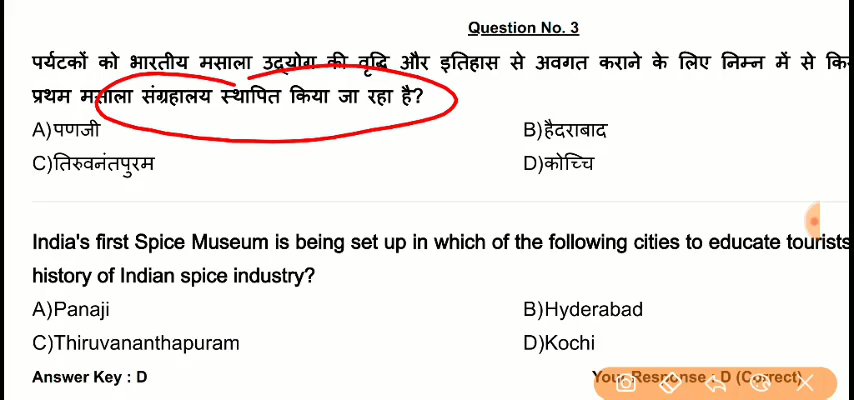 Question No. 3
पर्यटकों को भारतीय मसाला उद्योग की वृद्धि और इतिहास से अवगत कराने के लिए निम्न में से
प्रथम मसाला संग्रहालय स्थापित किया जा रहा है?
A)पणजी B)हैदराबाद
C)तिरुवनंतपुरम D)कोच्चि
India's first Spice Museum is being set up in which of the following cities to educate tourists
history of Indian spice industry?
A)Panaji B)Hyderabad
C)Thiruvananthapuram D)Kochi
Answer Key : D Your Response : D (Correct)